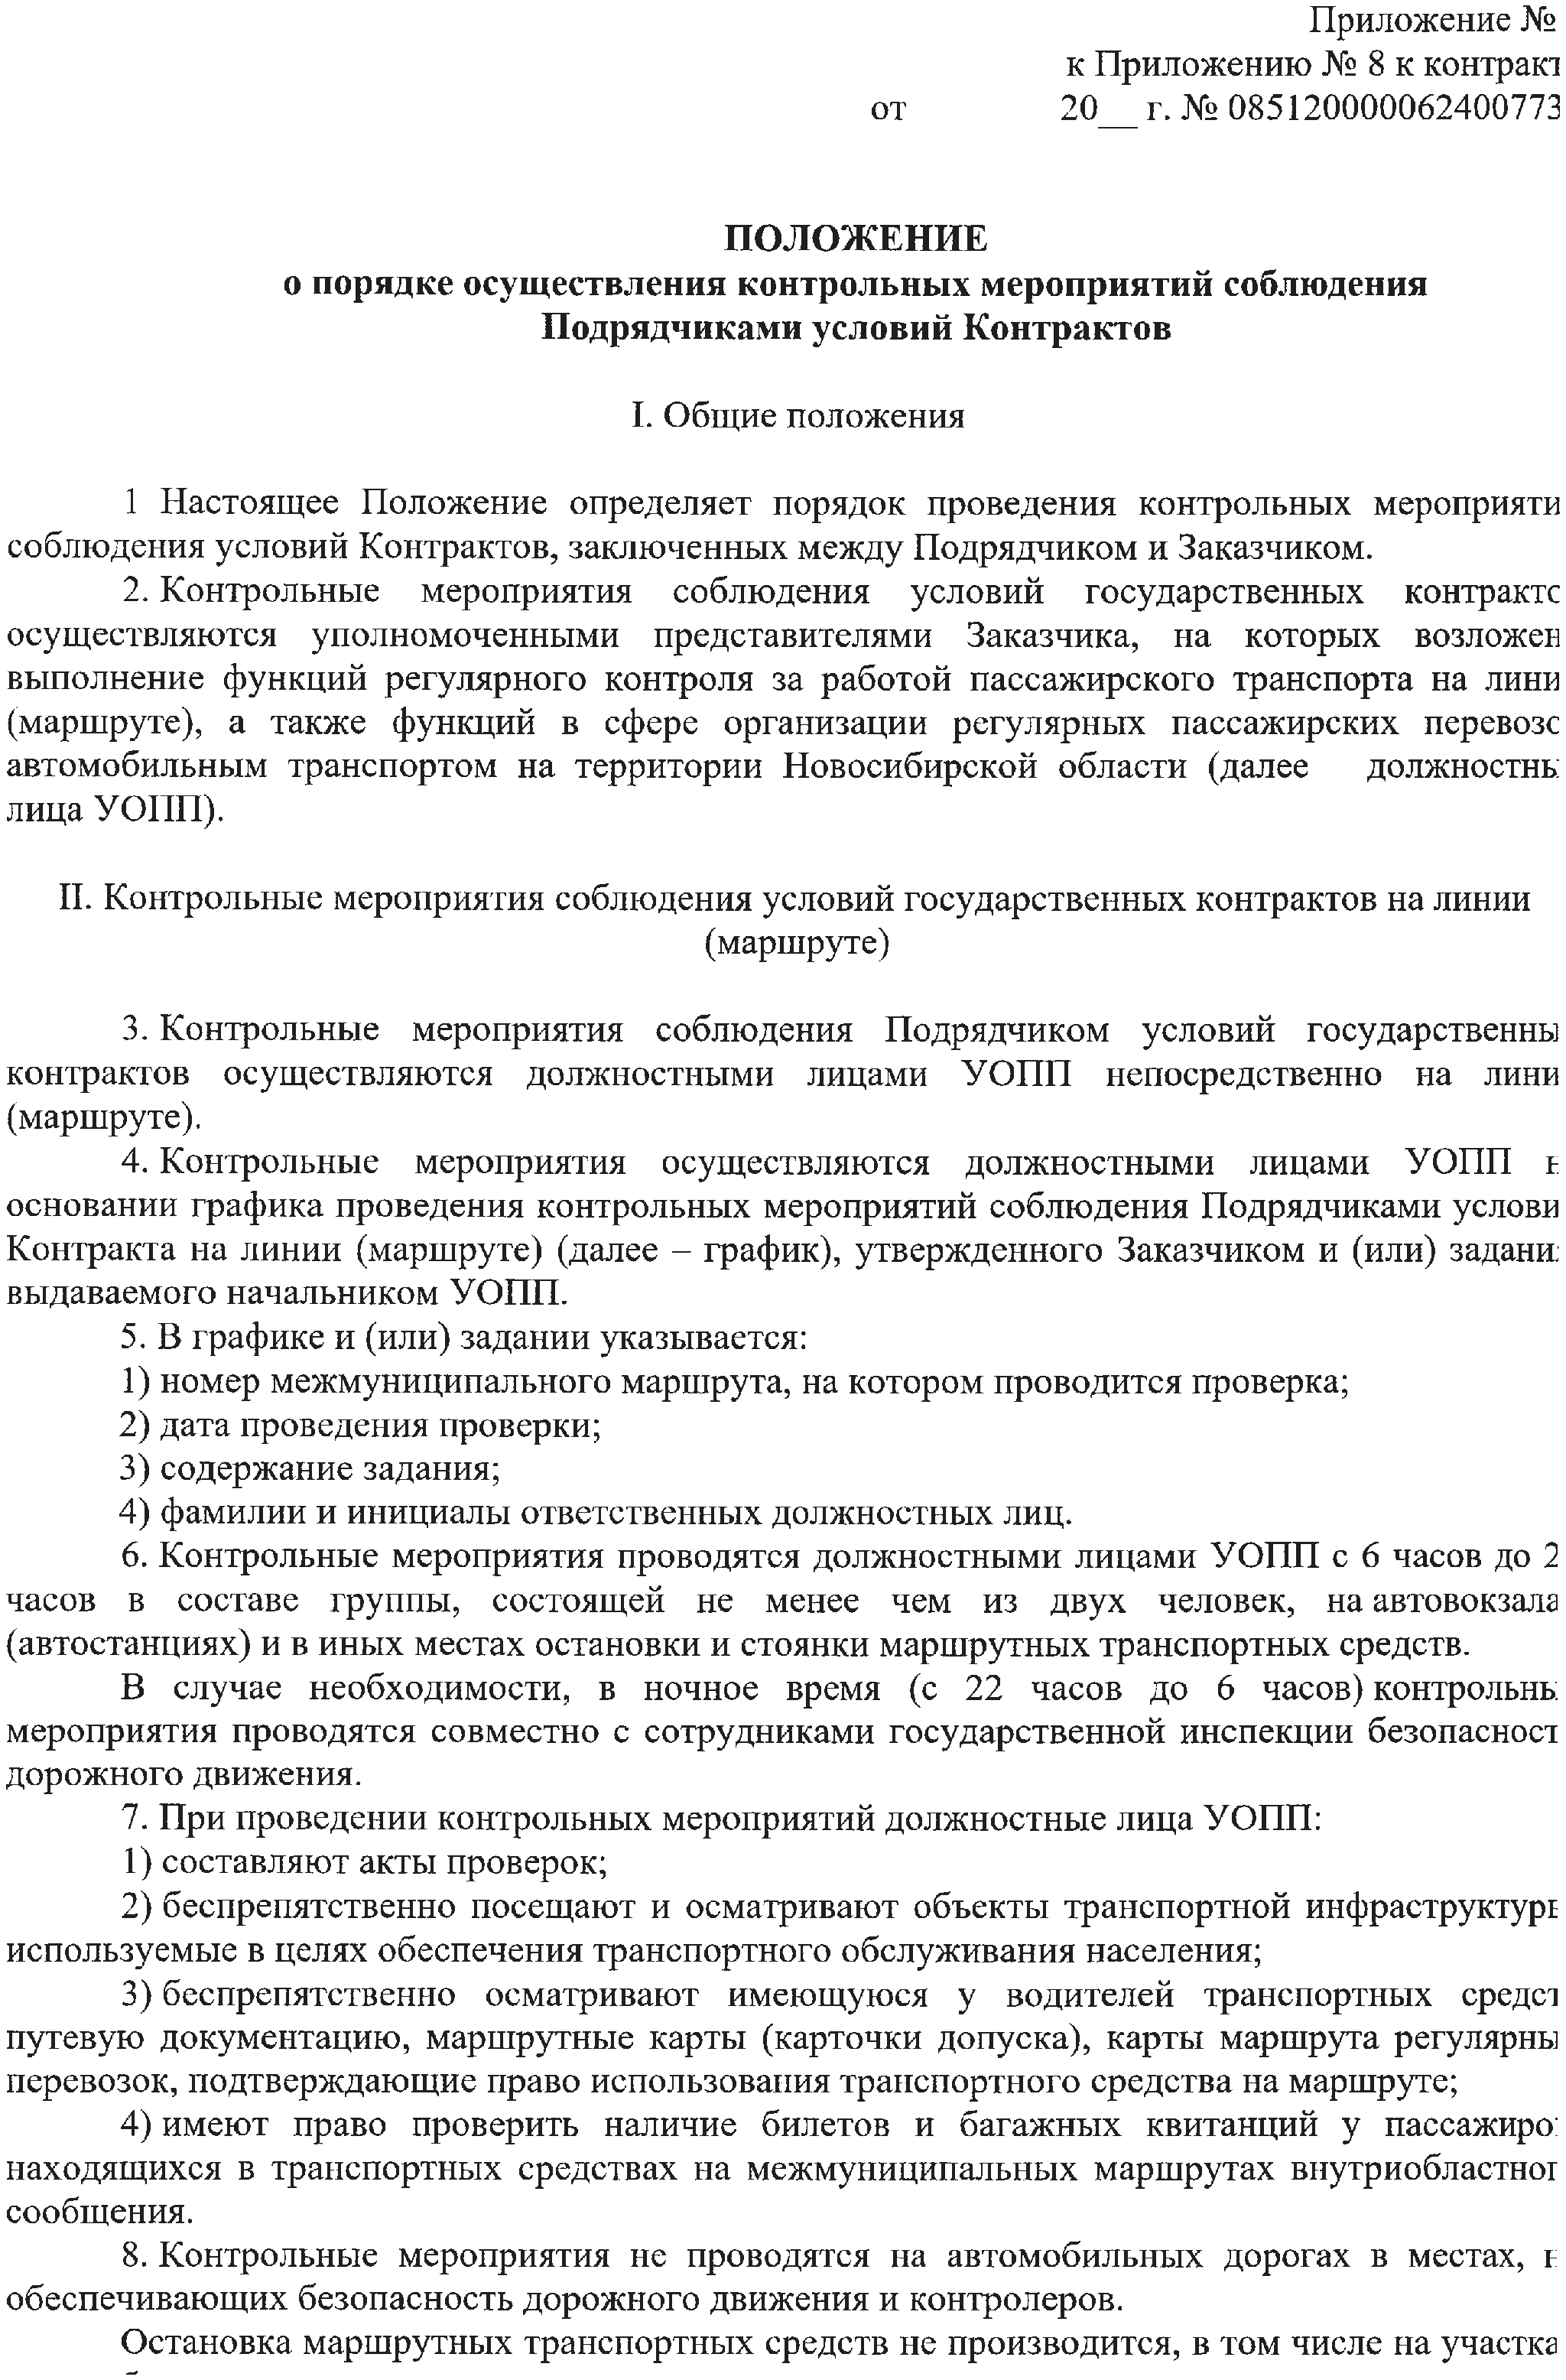 Приложение №
к Приложению № 8 к контракт
от 20__ г. № 085120000062400773
ПОЛОЖЕНИЕ
о порядке осуществления контрольных мероприятий соблюдения
Подрядчиками условий Контрактов
I. Общие положения
1 Настоящее Положение определяет порядок проведения контрольных мероприяти
соблюдения условий Контрактов, заключенных между Подрядчиком и Заказчиком.
2. Контрольные мероприятия соблюдения условий государственных контракто
осуществляются уполномоченными представителями Заказчика, на которых возложен
выполнение функций регулярного контроля за работой пассажирского транспорта на лини
(маршруте), а также функций в сфере организации регулярных пассажирских перевозо
автомобильным транспортом на территории Новосибирской области (далее должностны
лица УОПП).
II. Контрольные мероприятия соблюдения условий государственных контрактов на линии
(маршруте)
3. Контрольные мероприятия соблюдения Подрядчиком условий государственны
контрактов осуществляются должностными лицами УОПП непосредственно на лини
(маршруте).
4. Контрольные мероприятия осуществляются должностными лицами УОПП н
основании графика проведения контрольных мероприятий соблюдения Подрядчиками услови
Контракта на линии (маршруте) (далее – график), утвержденного Заказчиком и (или) задани
выдаваемого начальником УОПП.
5. В графике и (или) задании указывается:
1) номер межмуниципального маршрута, на котором проводится проверка;
2) дата проведения проверки;
3) содержание задания;
4) фамилии и инициалы ответственных должностных лиц.
6. Контрольные мероприятия проводятся должностными лицами УОПП с 6 часов до 2
часов в составе группы, состоящей не менее чем из двух человек, на автовокзала
(автостанциях) и в иных местах остановки и стоянки маршрутных транспортных средств.
В случае необходимости, в ночное время (с 22 часов до 6 часов) контрольны
мероприятия проводятся совместно с сотрудниками государственной инспекции безопасност
дорожного движения.
7. При проведении контрольных мероприятий должностные лица УОПП:
1) составляют акты проверок;
2) беспрепятственно посещают и осматривают объекты транспортной инфраструктуры
используемые в целях обеспечения транспортного обслуживания населения;
3) беспрепятственно осматривают имеющуюся у водителей транспортных средст
путевую документацию, маршрутные карты (карточки допуска), карты маршрута регулярны
перевозок, подтверждающие право использования транспортного средства на маршруте;
4) имеют право проверить наличие билетов и багажных квитанций у пассажиро
находящихся в транспортных средствах на межмуниципальных маршрутах внутриобластног
сообщения.
8. Контрольные мероприятия не проводятся на автомобильных дорогах в местах, н
обеспечивающих безопасность дорожного движения и контролеров.
Остановка маршрутных транспортных средств не производится, в том числе на участка